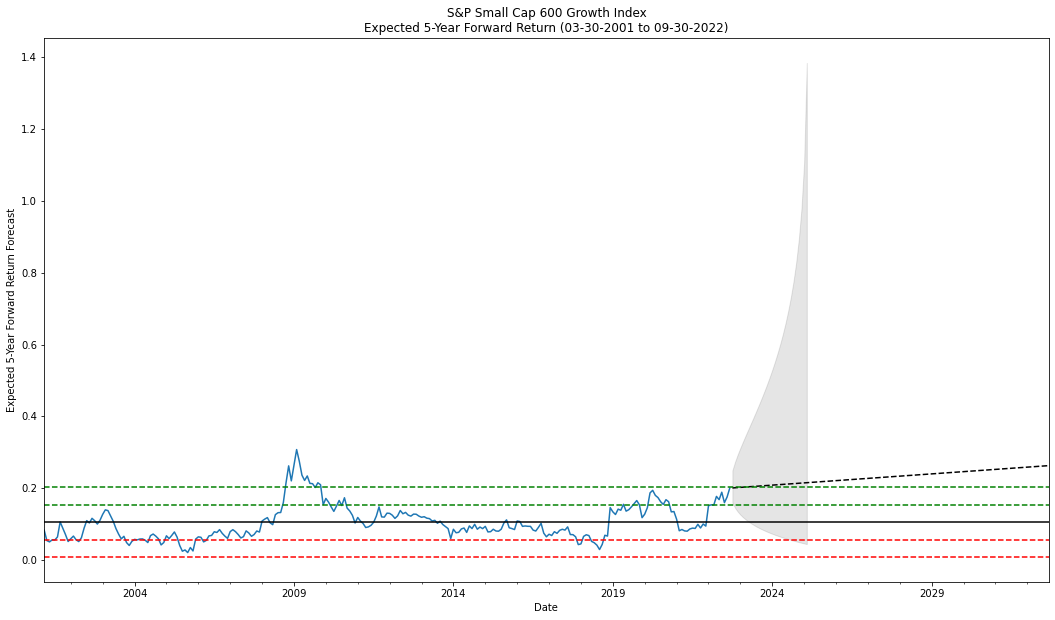 S&P Small Cap 600 Growth Index
Expected 5-Year Forward Return (03-30-2001 to 09-30-2022)
Expected 5-Year Forward Return Forecast
1.4
1.2
1.0
0.8
0.6
0.4
0.2
0.0
2004 2009 2014 2019 2024 2029
Date